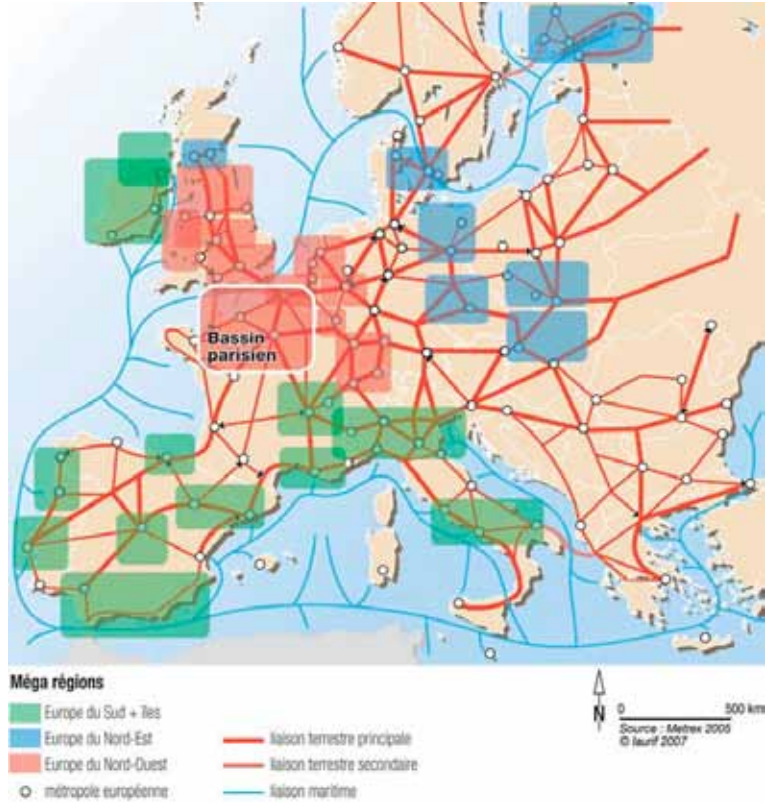 Bassin
parisien
Méga régions
Europe du Sud + îles
Europe du Nord-Est
Europe du Nord-Ouest
métropole européenne
liaison terrestre principale
liaison terrestre secondaire
liaison maritime
N
0 500 km
Source : Metrex 2005
© Iaurif 2007